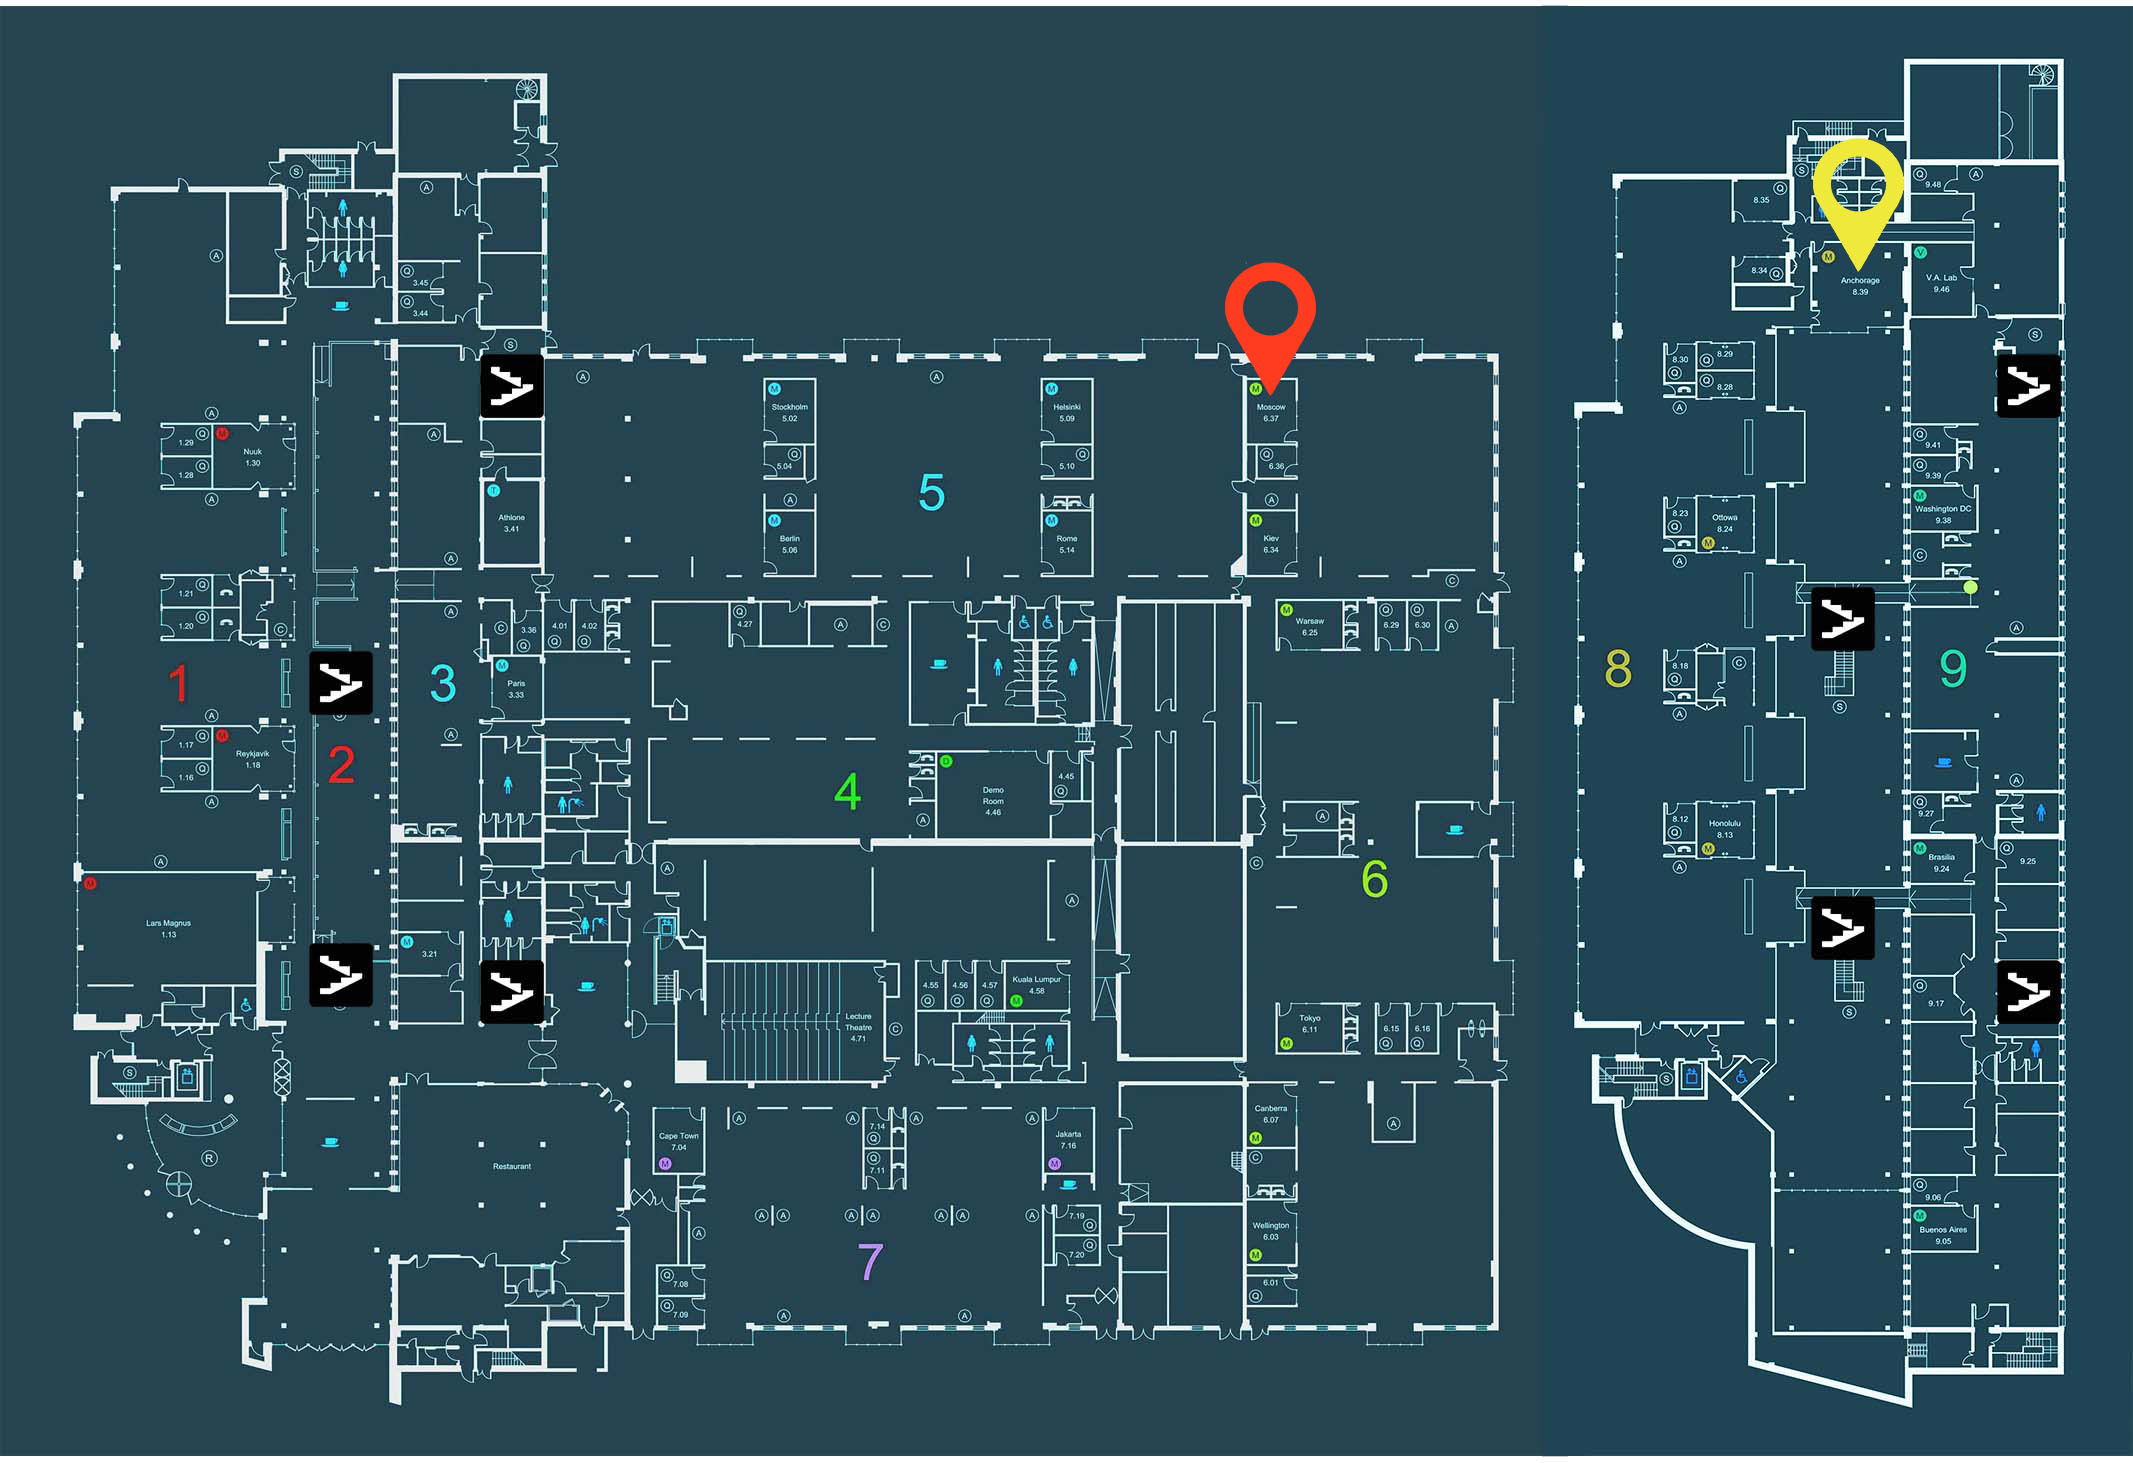 S
A
A
Q
3.45
Q
3.44
S
A
A
A
A
Q
1.29
M
Nuuk
1.30
Q
1.28
A
A
T
Athlone
3.41
A
M
Stockholm
5.02
Q
5.04
A
M
Berlin
5.06
5
M
Helsinki
5.09
Q
5.10
M
Rome
5.14
M
Moscow
6.37
Q
6.36
A
M
Kiev
6.34
C
Q
1.21
Q
1.20
C
A
C
3.36
Q
4.01
Q
4.02
Q
Q
4.27
A
C
M
Warsaw
6.25
Q
6.29
Q
6.30
A
1
A
2
3
M
Paris
3.33
A
Q
1.17
M
Reykjavik
1.18
Q
1.16
A
4
D
Demo
Room
4.46
4.45
Q
A
A
C
6
A
M
Lars Magnus
1.13
M
3.21
A
A
4.55
Q
4.56
Q
4.57
Q
Kuala Lumpur
4.58
M
Lecture
Theatre
4.71
C
Tokyo
6.11
M
6.15
Q
6.16
Q
S
R
Restaurant
Cape Town
7.04
M
A
A
7.14
Q
Q
7.11
A
A
Jakarta
7.16
M
Canberra
6.07
M
C
A
A
A
A
A
A
A
A
A
7.19
Q
Q
7.20
Wellington
6.03
M
6.01
Q
7
Q
7.08
Q
7.09
A
A
S
Q
8.35
8.34
Q
M
Anchorage
8.39
Q
9.48
A
V
V.A. Lab
9.46
S
8.30
Q
8.29
Q
Q
8.28
A
Q
9.41
Q
9.39
M
Washington DC
9.38
C
8.23
Q
Ottowa
8.24
M
A
A
8
8.18
Q
C
A
S
9
A
Q
9.27
8.12
Q
Honolulu
8.13
M
A
M
Brasilia
9.24
Q
9.25
Q
9.17
S
S
Q
9.06
M
Buenos Aires
9.05